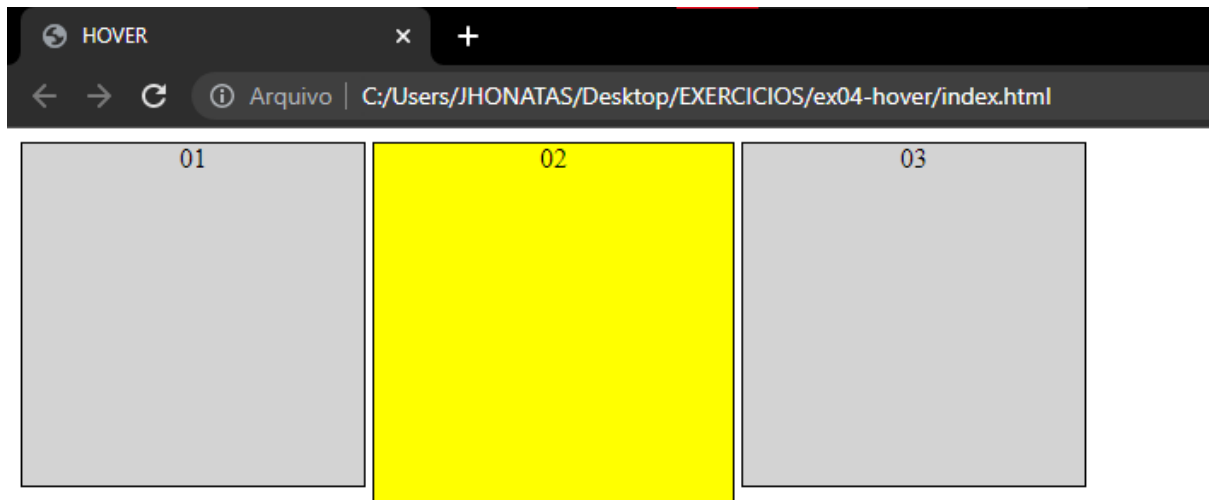 HOVER
Arquivo | C:/Users/JHONATAS/Desktop/EXERCICIOS/ex04-hover/index.html
01 02 03